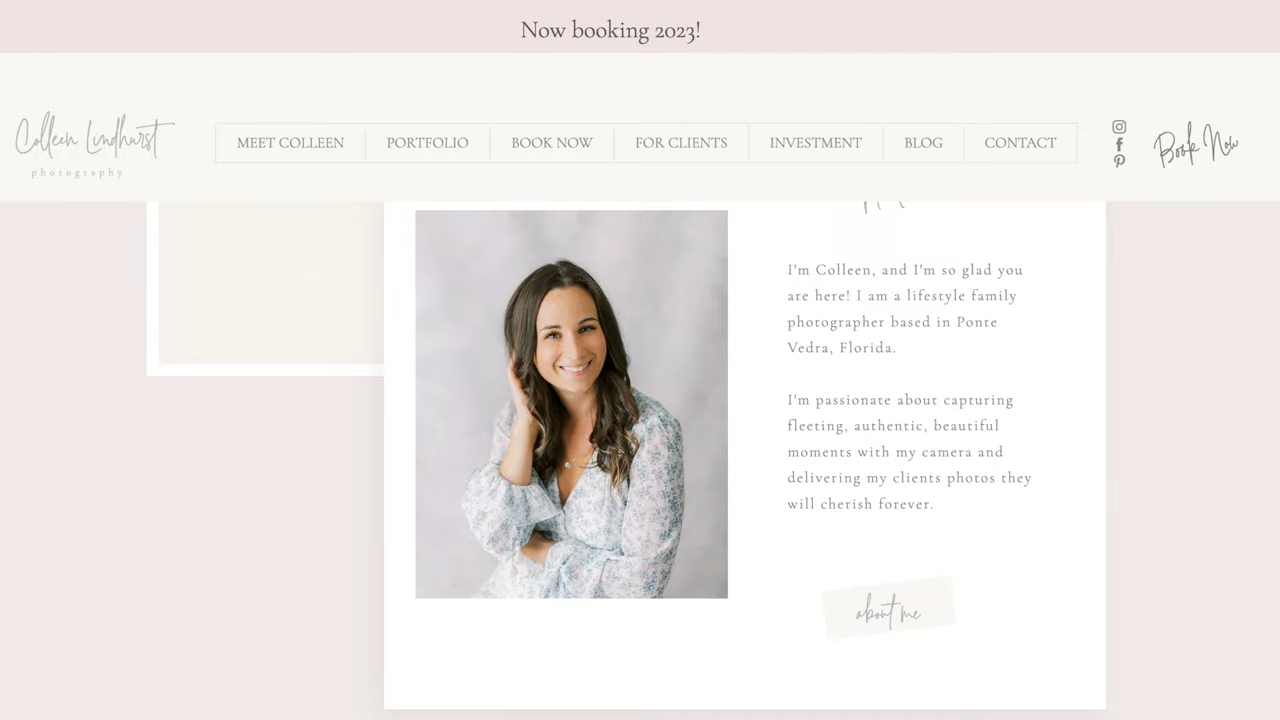 Now booking 2023!
Colleen Lindhurst
photography
MEET COLLEEN
PORTFOLIO
BOOK NOW
FOR CLIENTS
INVESTMENT
BLOG
CONTACT
Book Now
I'm Colleen, and I'm so glad you
are here! I am a lifestyle family
photographer based in Ponte
Vedra, Florida.
I'm passionate about capturing
fleeting, authentic, beautiful
moments with my camera and
delivering my clients photos they
will cherish forever.
about me